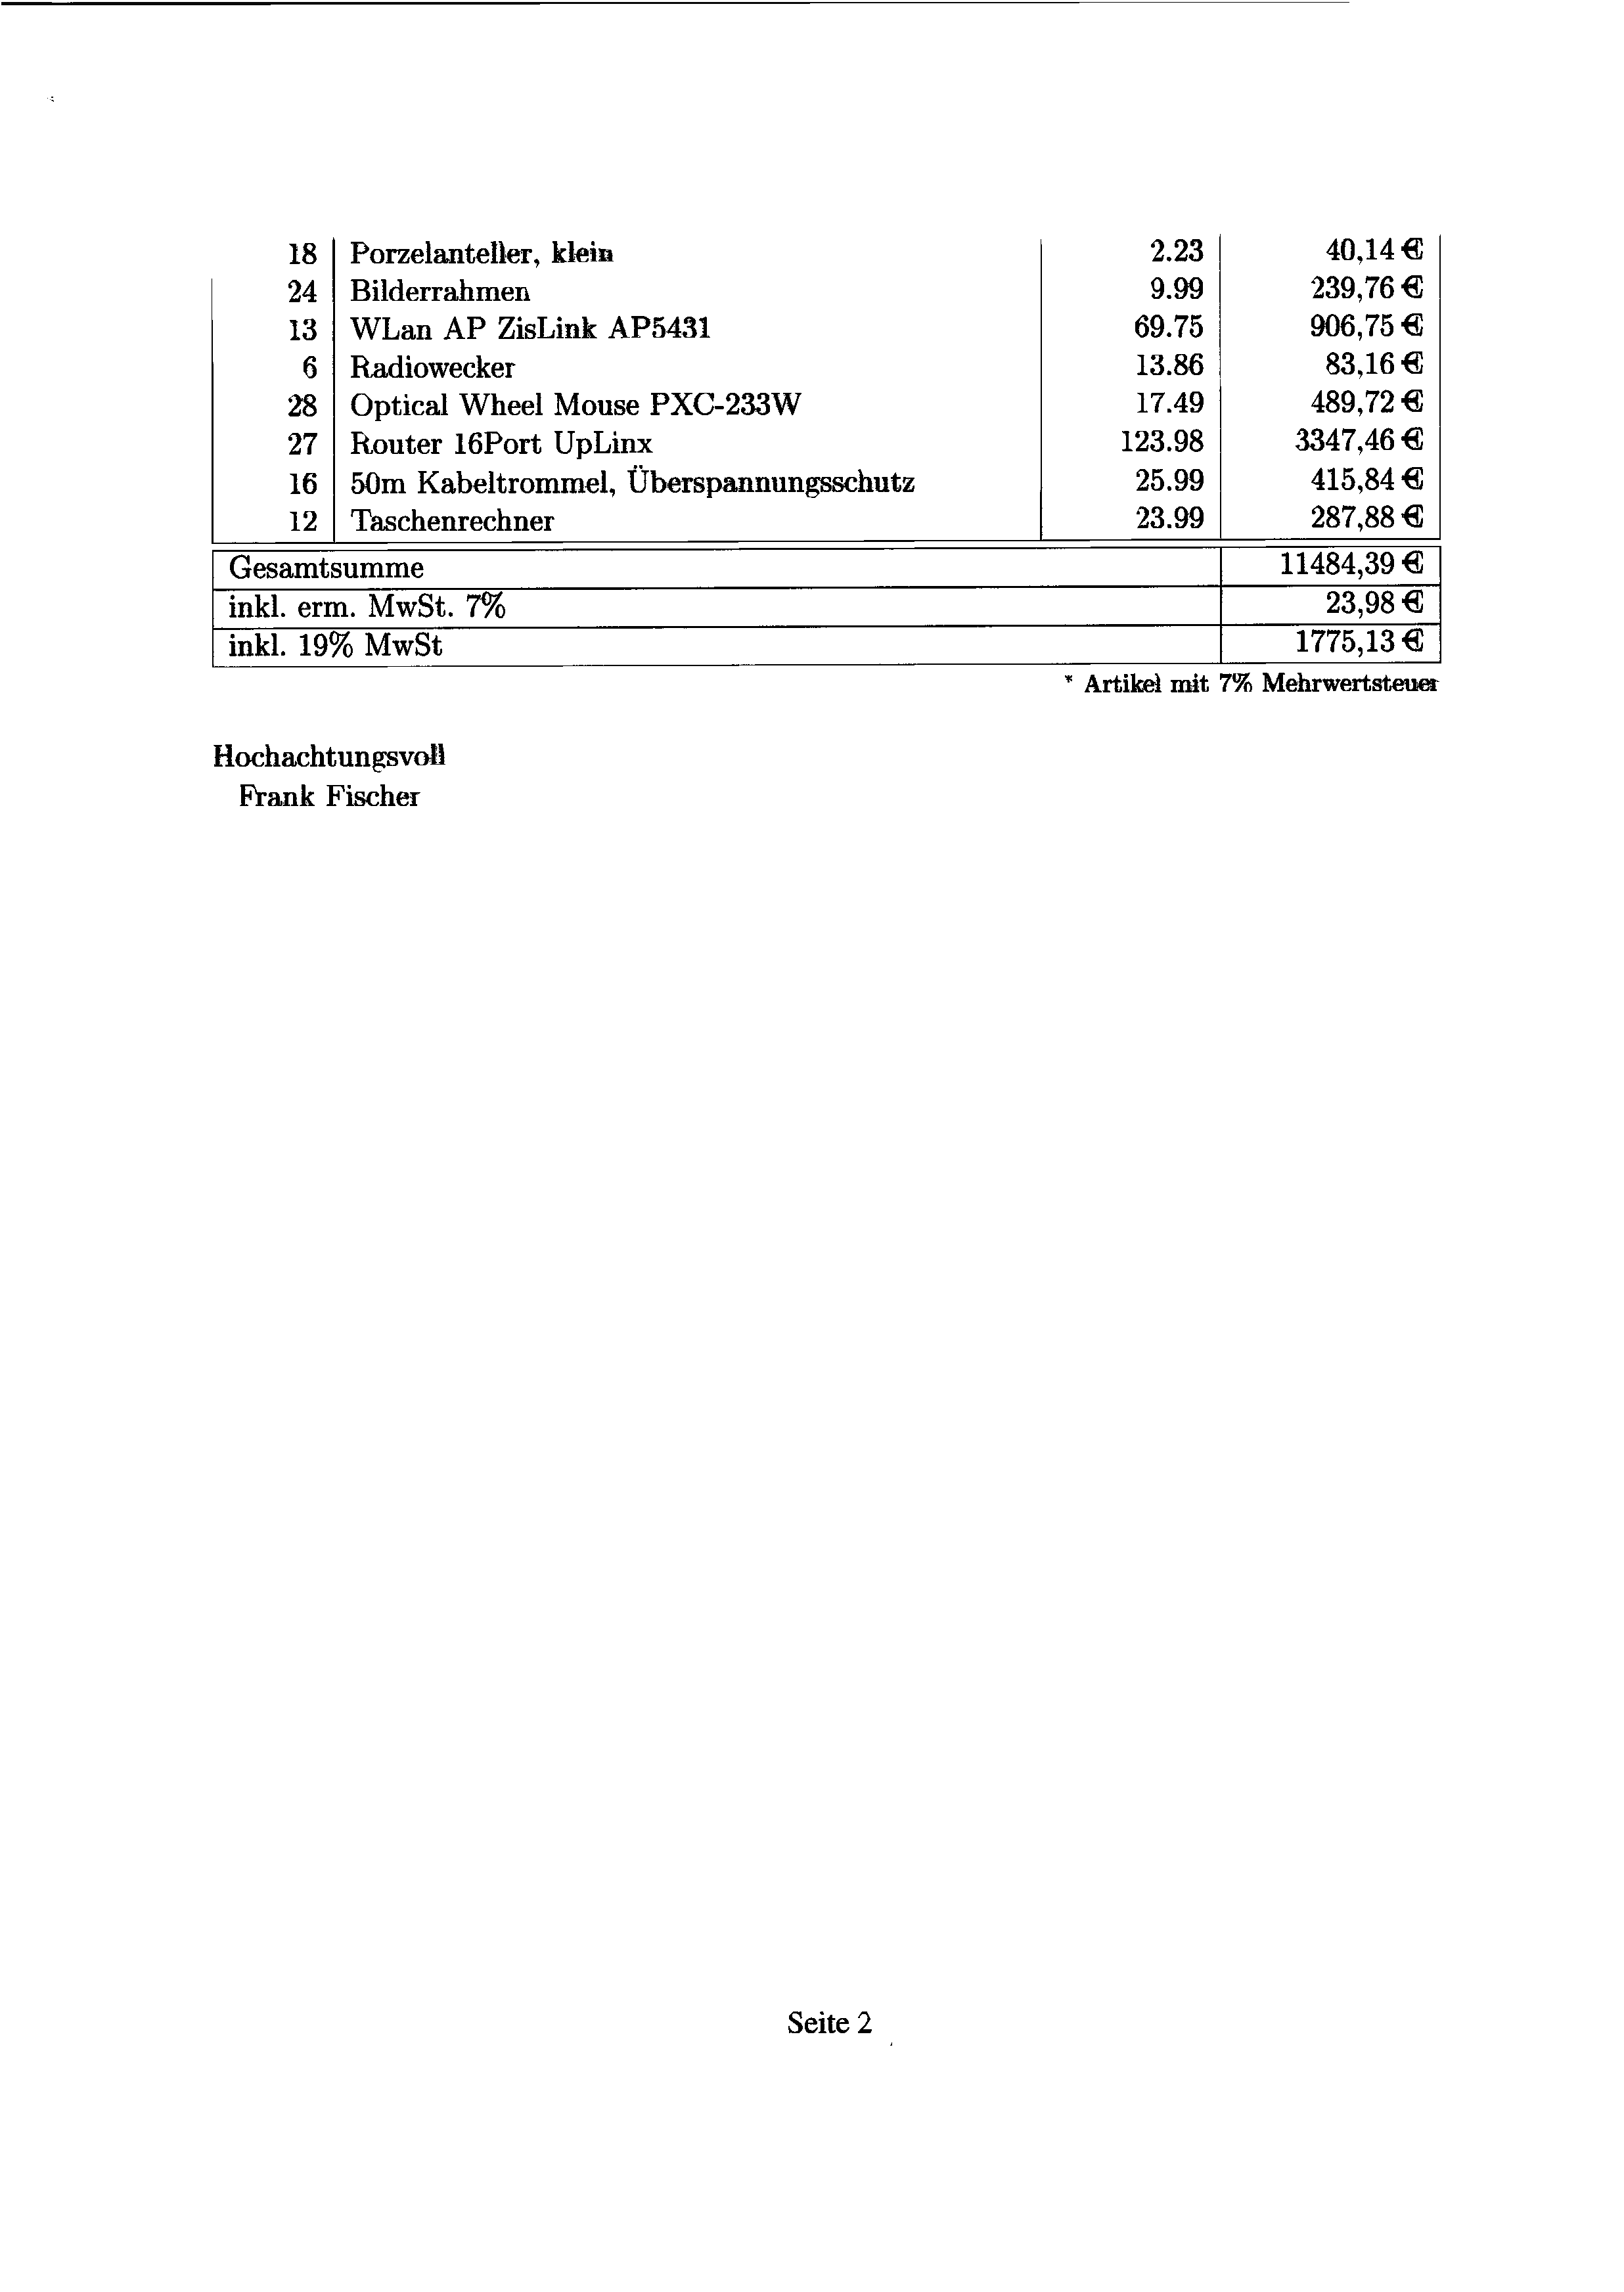 18 Porzelanteller, klein 2.23 40,14 €
24 Bilderrahmen 9.99 239,76 €
13 WLan AP ZisLink AP5431 69.75 906,75 €
6 Radiowecker 13.86 83,16 €
28 Optical Wheel Mouse PXC-233W 17.49 489,72 €
27 Router 16Port UpLinx 123.98 3347,46 €
16 50m Kabeltrommel, Überspannungsschutz 25.99 415,84 €
12 Taschenrechner 23.99 287,88 €
Gesamtsumme 11484,39 €
inkl. erm. MwSt. 7% 23,98 €
inkl. 19% MwSt 1775,13 €
* Artikel mit 7% Mehrwertsteuer
Hochachtungsvoll
Frank Fischer
Seite 2